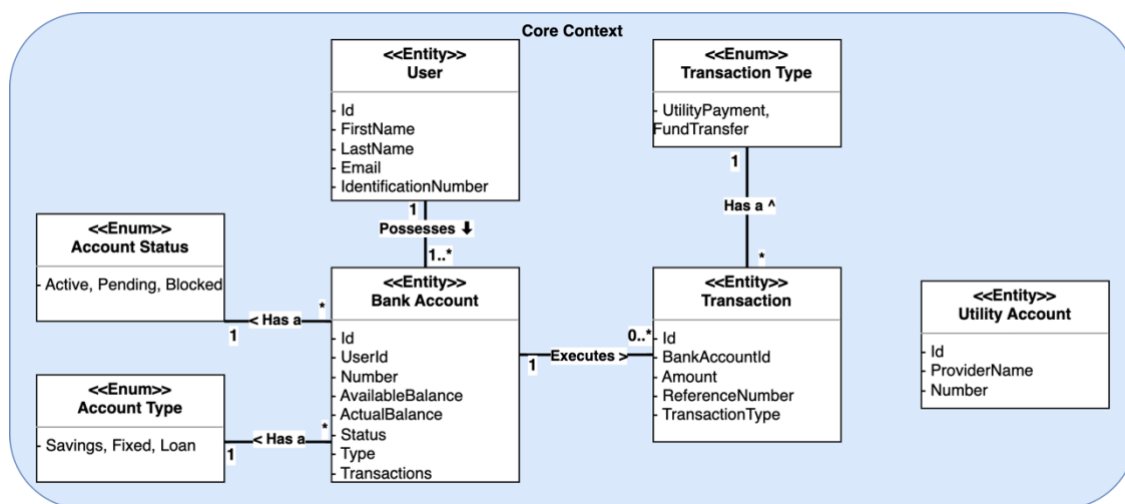 Core Context
<<Entity>>
User
- Id
- FirstName
- LastName
- Email
- IdentificationNumber
<<Enum>>
Transaction Type
- UtilityPayment,
FundTransfer
1
Possesses ⬇
1..*
1
Has a ^
*
<<Enum>>
Account Status
- Active, Pending, Blocked
1
< Has a
*
<<Enum>>
Account Type
- Savings, Fixed, Loan
1
< Has a
*
<<Entity>>
Bank Account
- Id
- UserId
- Number
- AvailableBalance
- ActualBalance
- Status
- Type
- Transactions
1
Executes >
0..*
<<Entity>>
Transaction
- Id
- BankAccountId
- Amount
- ReferenceNumber
- TransactionType
<<Entity>>
Utility Account
- Id
- ProviderName
- Number